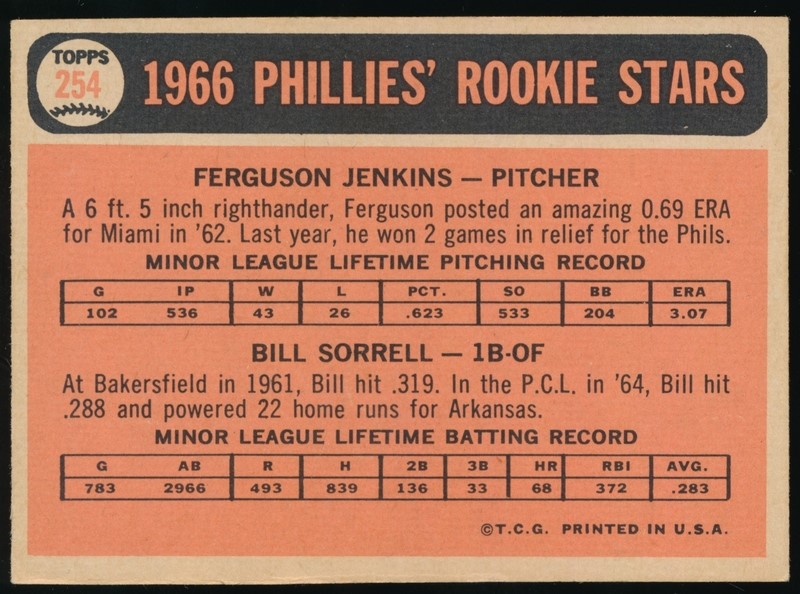 TOPPS
254
1966 PHILLIES' ROOKIE STARS
FERGUSON JENKINS — PITCHER
A 6 ft. 5 inch righthander, Ferguson posted an amazing 0.69 ERA
for Miami in '62. Last year, he won 2 games in relief for the Phils.
MINOR LEAGUE LIFETIME PITCHING RECORD
G IP W L PCT. SO BB ERA
102 536 43 26 .623 533 204 3.07
BILL SORRELL — 1B-OF
At Bakersfield in 1961, Bill hit .319. In the P.C.L. in '64, Bill hit
.288 and powered 22 home runs for Arkansas.
MINOR LEAGUE LIFETIME BATTING RECORD
G AB R H 2B 3B HR RBI AVG.
783 2966 493 839 136 33 68 372 .283
©T.C.G. PRINTED IN U.S.A.